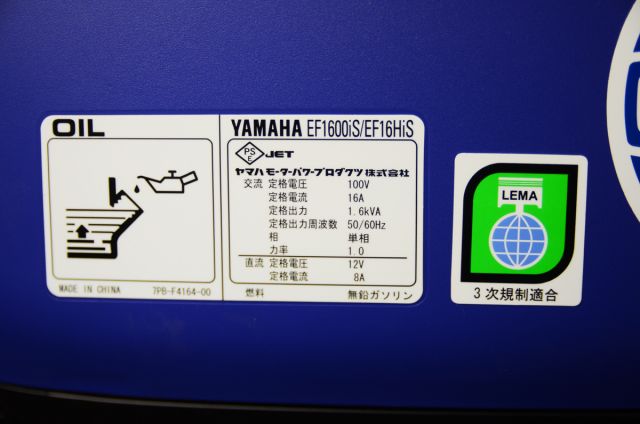 OIL
MADE IN CHINA 7PB-F4164-00
YAMAHA EF1600iS/EF16HiS
PS
E
JET
ヤマハモーターパワープロダクツ株式会社
交流 定格電圧 100V
定格電流 16A
定格出力 1.6kVA
定格出力周波数 50/60Hz
相 単相
力率 1.0
直流 定格電圧 12V
定格電流 8A
燃料 無鉛ガソリン
LEMA
3次規制適合